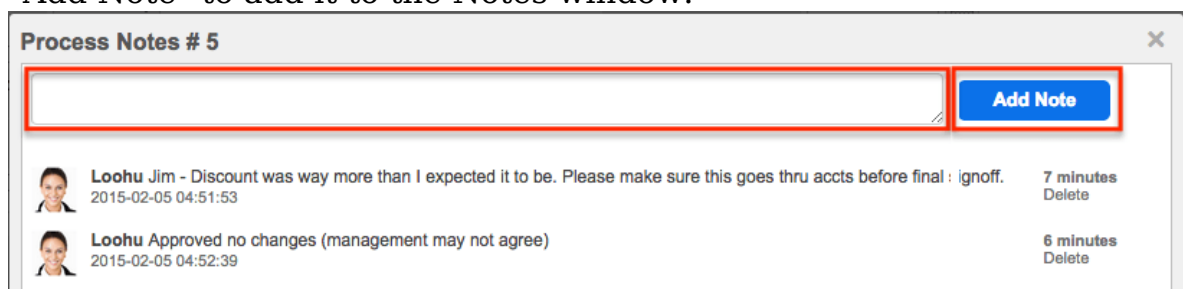 "Add Note" to add it to the Notes window.
Process Notes # 5
×
Add Note
Loohu Jim - Discount was way more than I expected it to be. Please make sure this goes thru accts before final ignoff.
7 minutes
2015-02-05 04:51:53
Delete
Loohu Approved no changes (management may not agree)
6 minutes
2015-02-05 04:52:39
Delete